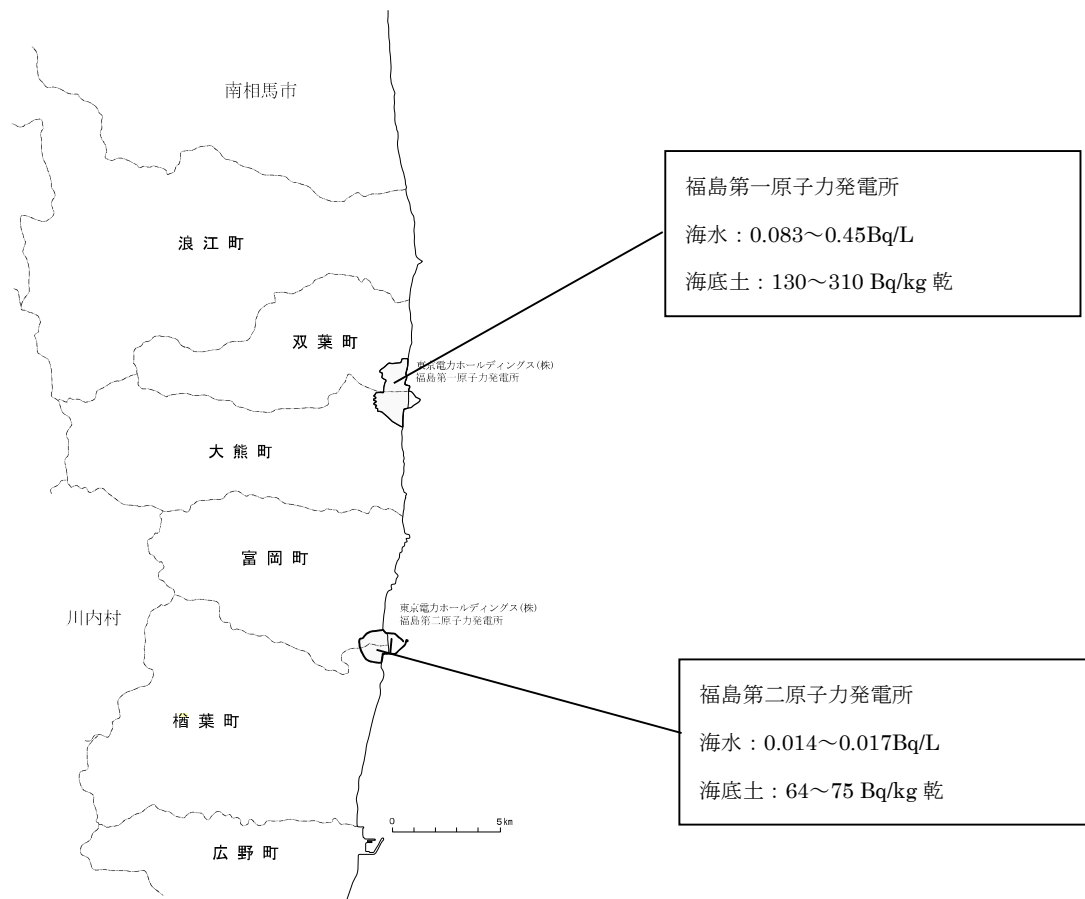 南相馬市
福島第一原子力発電所
海水：0.083～0.45Bq/L
海底土：130～310 Bq/kg 乾
浪江町
双葉町
東京電力ホールディングス(株)
福島第一原子力発電所
大熊町
富岡町
川内村
東京電力ホールディングス(株)
福島第二原子力発電所
福島第二原子力発電所
海水：0.014～0.017Bq/L
海底土：64～75 Bq/kg 乾
楢葉町
0 5km
広野町